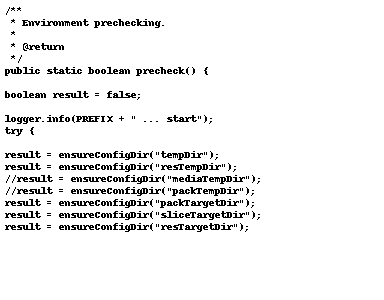 /**
* Environment prechecking.
*
* @return
*/
public static boolean precheck() {
boolean result = false;
logger.info(PREFIX + " ... start");
try {
result = ensureConfigDir("tempDir");
result = ensureConfigDir("resTempDir");
//result = ensureConfigDir("mediaTempDir");
//result = ensureConfigDir("packTempDir");
result = ensureConfigDir("packTargetDir");
result = ensureConfigDir("sliceTargetDir");
result = ensureConfigDir("resTargetDir");